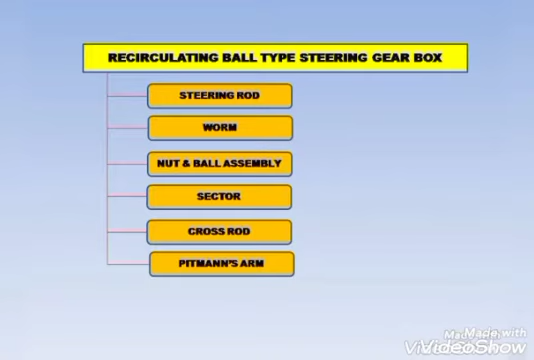 RECIRCULATING BALL TYPE STEERING GEAR BOX
STEERING ROD
WORM
NUT & BALL ASSEMBLY
SECTOR
CROSS ROD
PITMANN'S ARM
Made with
VideoShow